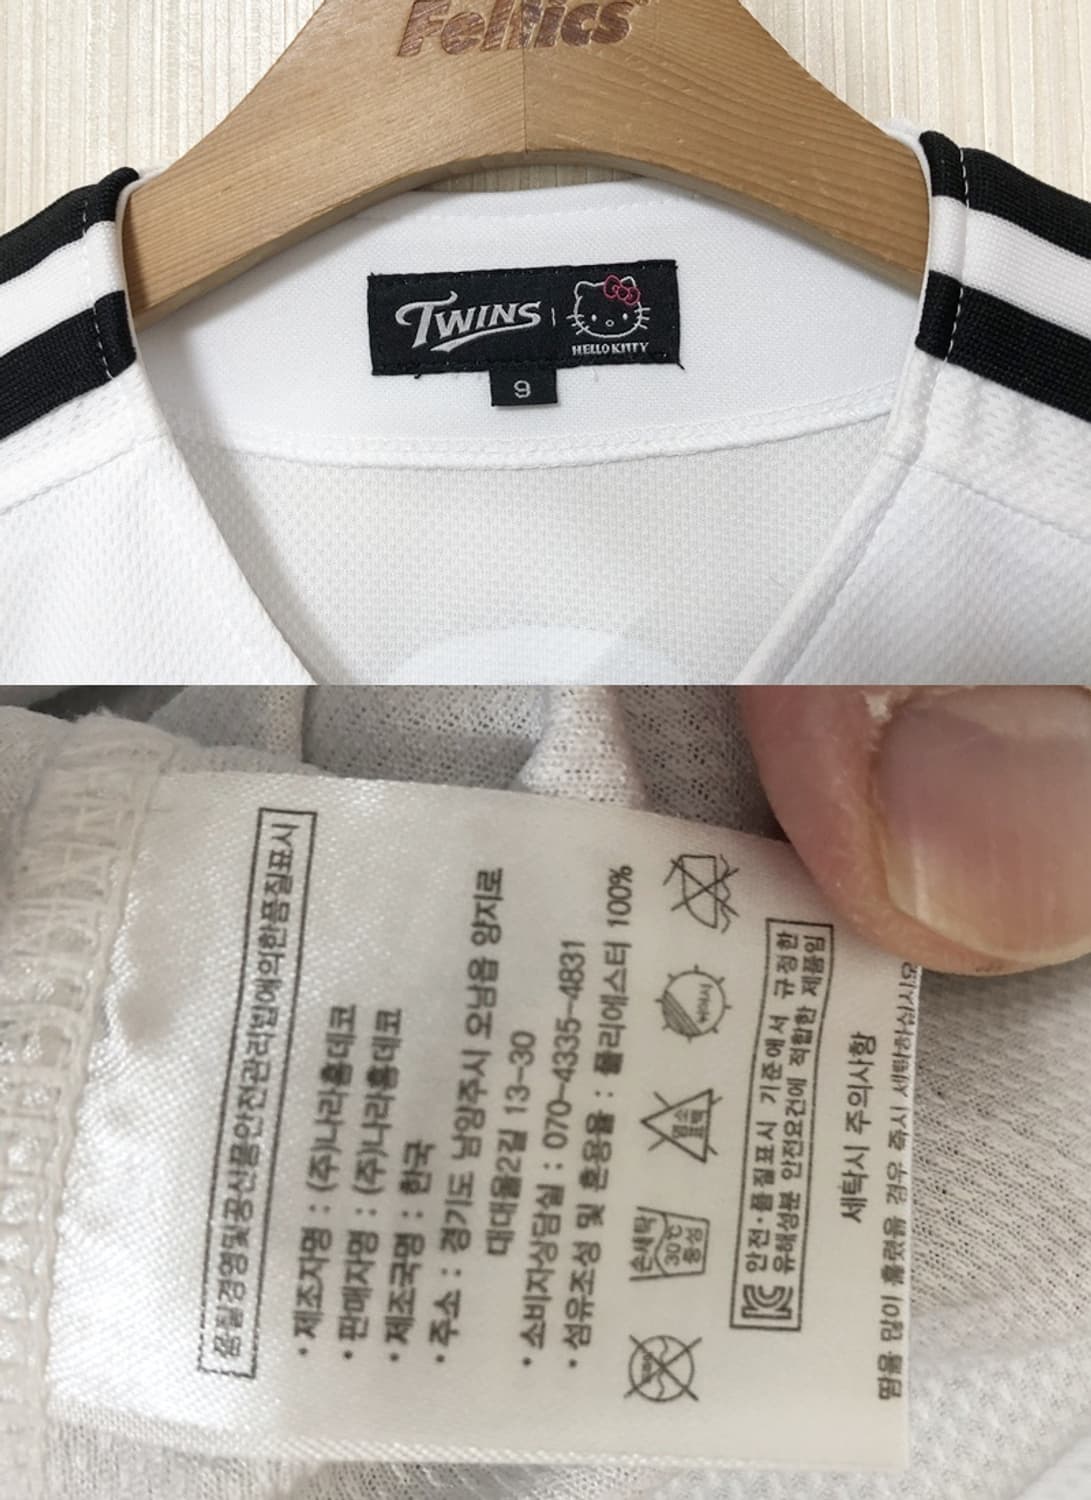 Feltics
TWINS
HELLO KITTY
9
품질경영및공산품안전관리법에의한품질표시
• 제조자명 : (주)나라홈데코
• 판매자명 : (주)나라홈데코
• 제조국명 : 한국
• 주소 : 경기도 남양주시 오남읍 양지로
대대울2길 13-30
• 소비자상담실 : 070-4335-4831
• 섬유조성 및 혼용율 : 폴리에스터 100%
손세탁
30℃
중성
염소
표백
안전·품질표시 기준에서 규정한
유해성분 안전요건에 적합한 제품임
세탁시 주의사항
땀을 많이 흘렸을 경우 즉시 세탁하십시오